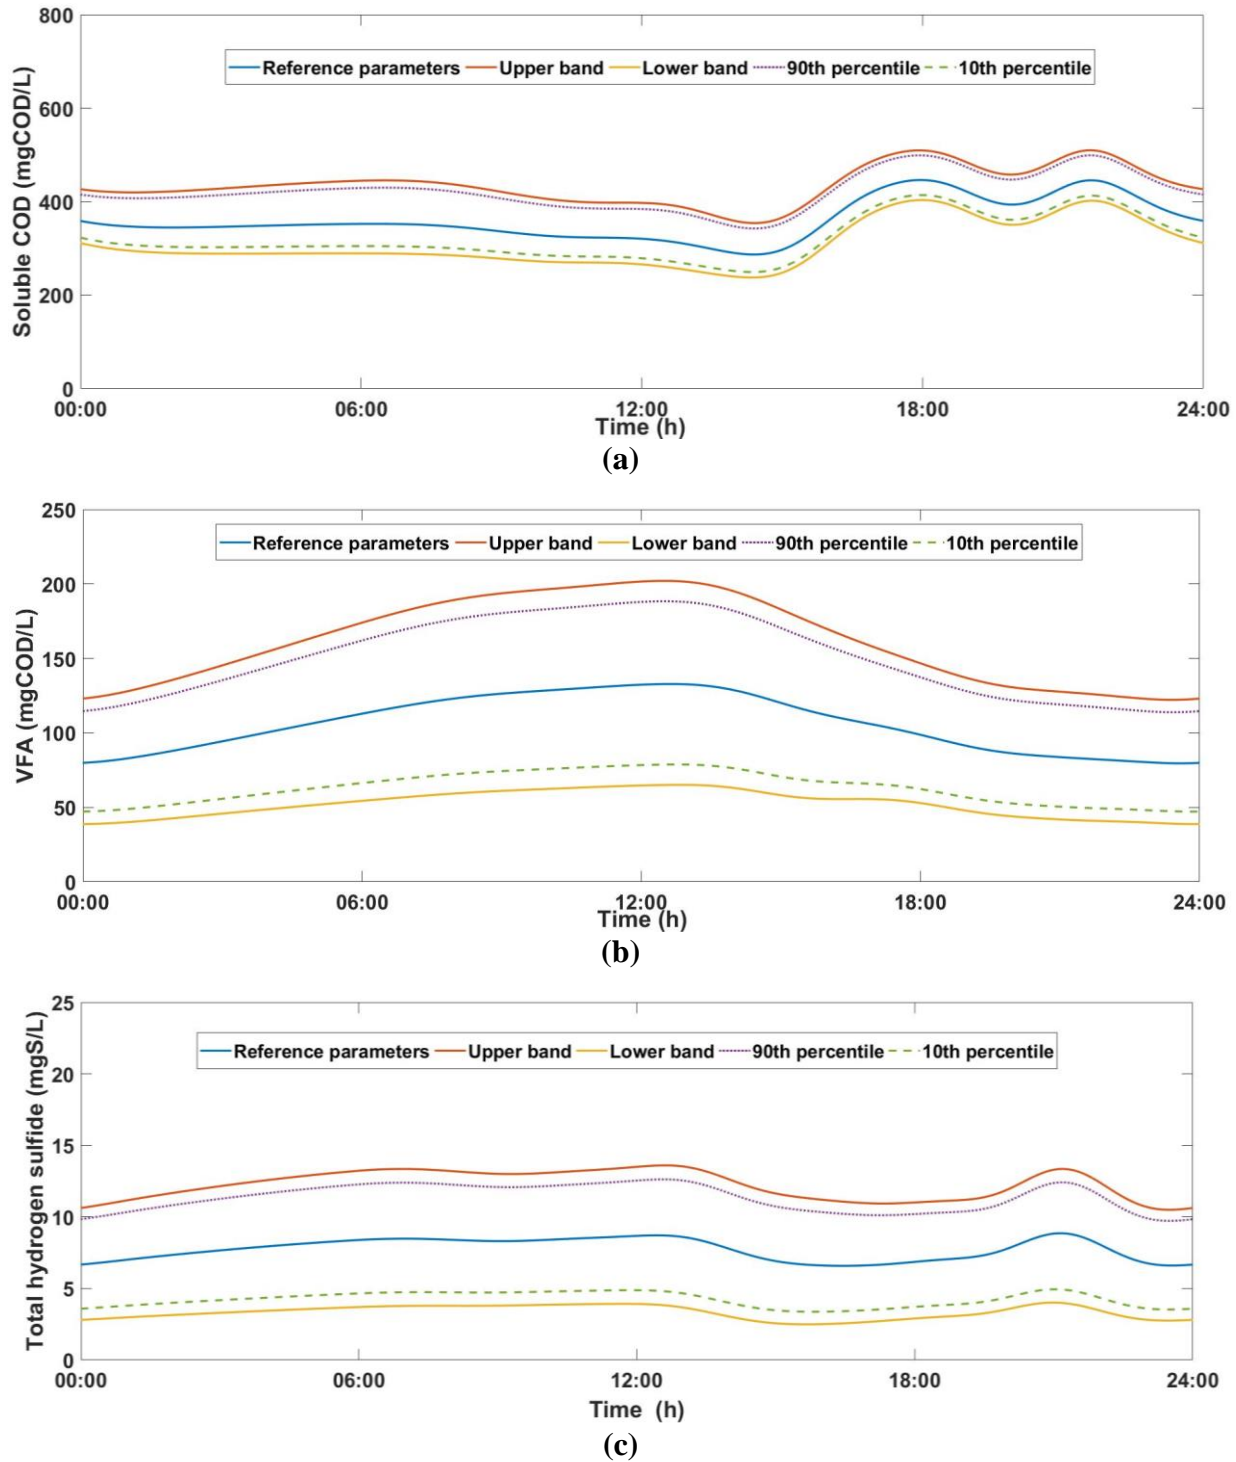 800
600
400
200
0
Soluble COD (mgCOD/L)
Reference parameters Upper band Lower band 90th percentile 10th percentile
00:00 06:00 12:00 18:00 24:00
Time (h)
(a)
250
200
150
100
50
0
VFA (mgCOD/L)
Reference parameters Upper band Lower band 90th percentile 10th percentile
00:00 06:00 12:00 18:00 24:00
Time (h)
(b)
25
20
15
10
5
0
Total hydrogen sulfide (mgS/L)
Reference parameters Upper band Lower band 90th percentile 10th percentile
00:00 06:00 12:00 18:00 24:00
Time (h)
(c)